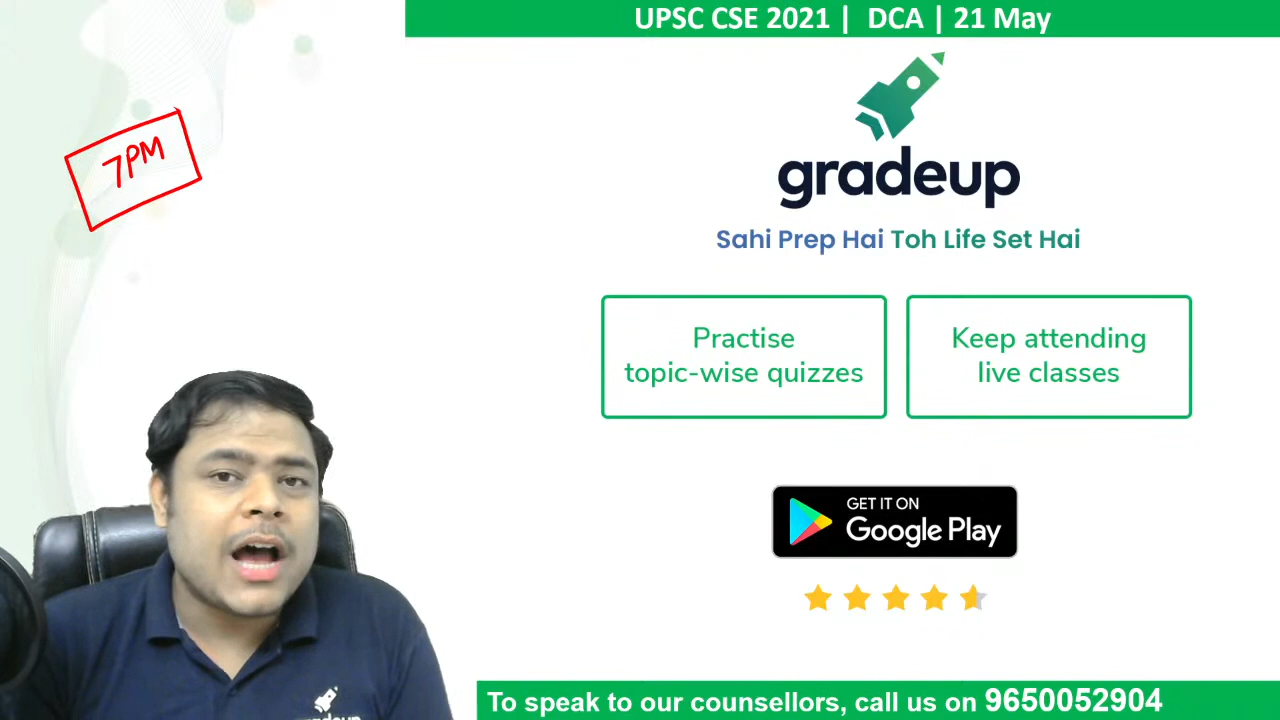 UPSC CSE 2021 | DCA | 21 May
7PM
gradeup
Sahi Prep Hai Toh Life Set Hai
Practise
topic-wise quizzes
Keep attending
live classes
GET IT ON
Google Play
gradeup
To speak to our counsellors, call us on 9650052904